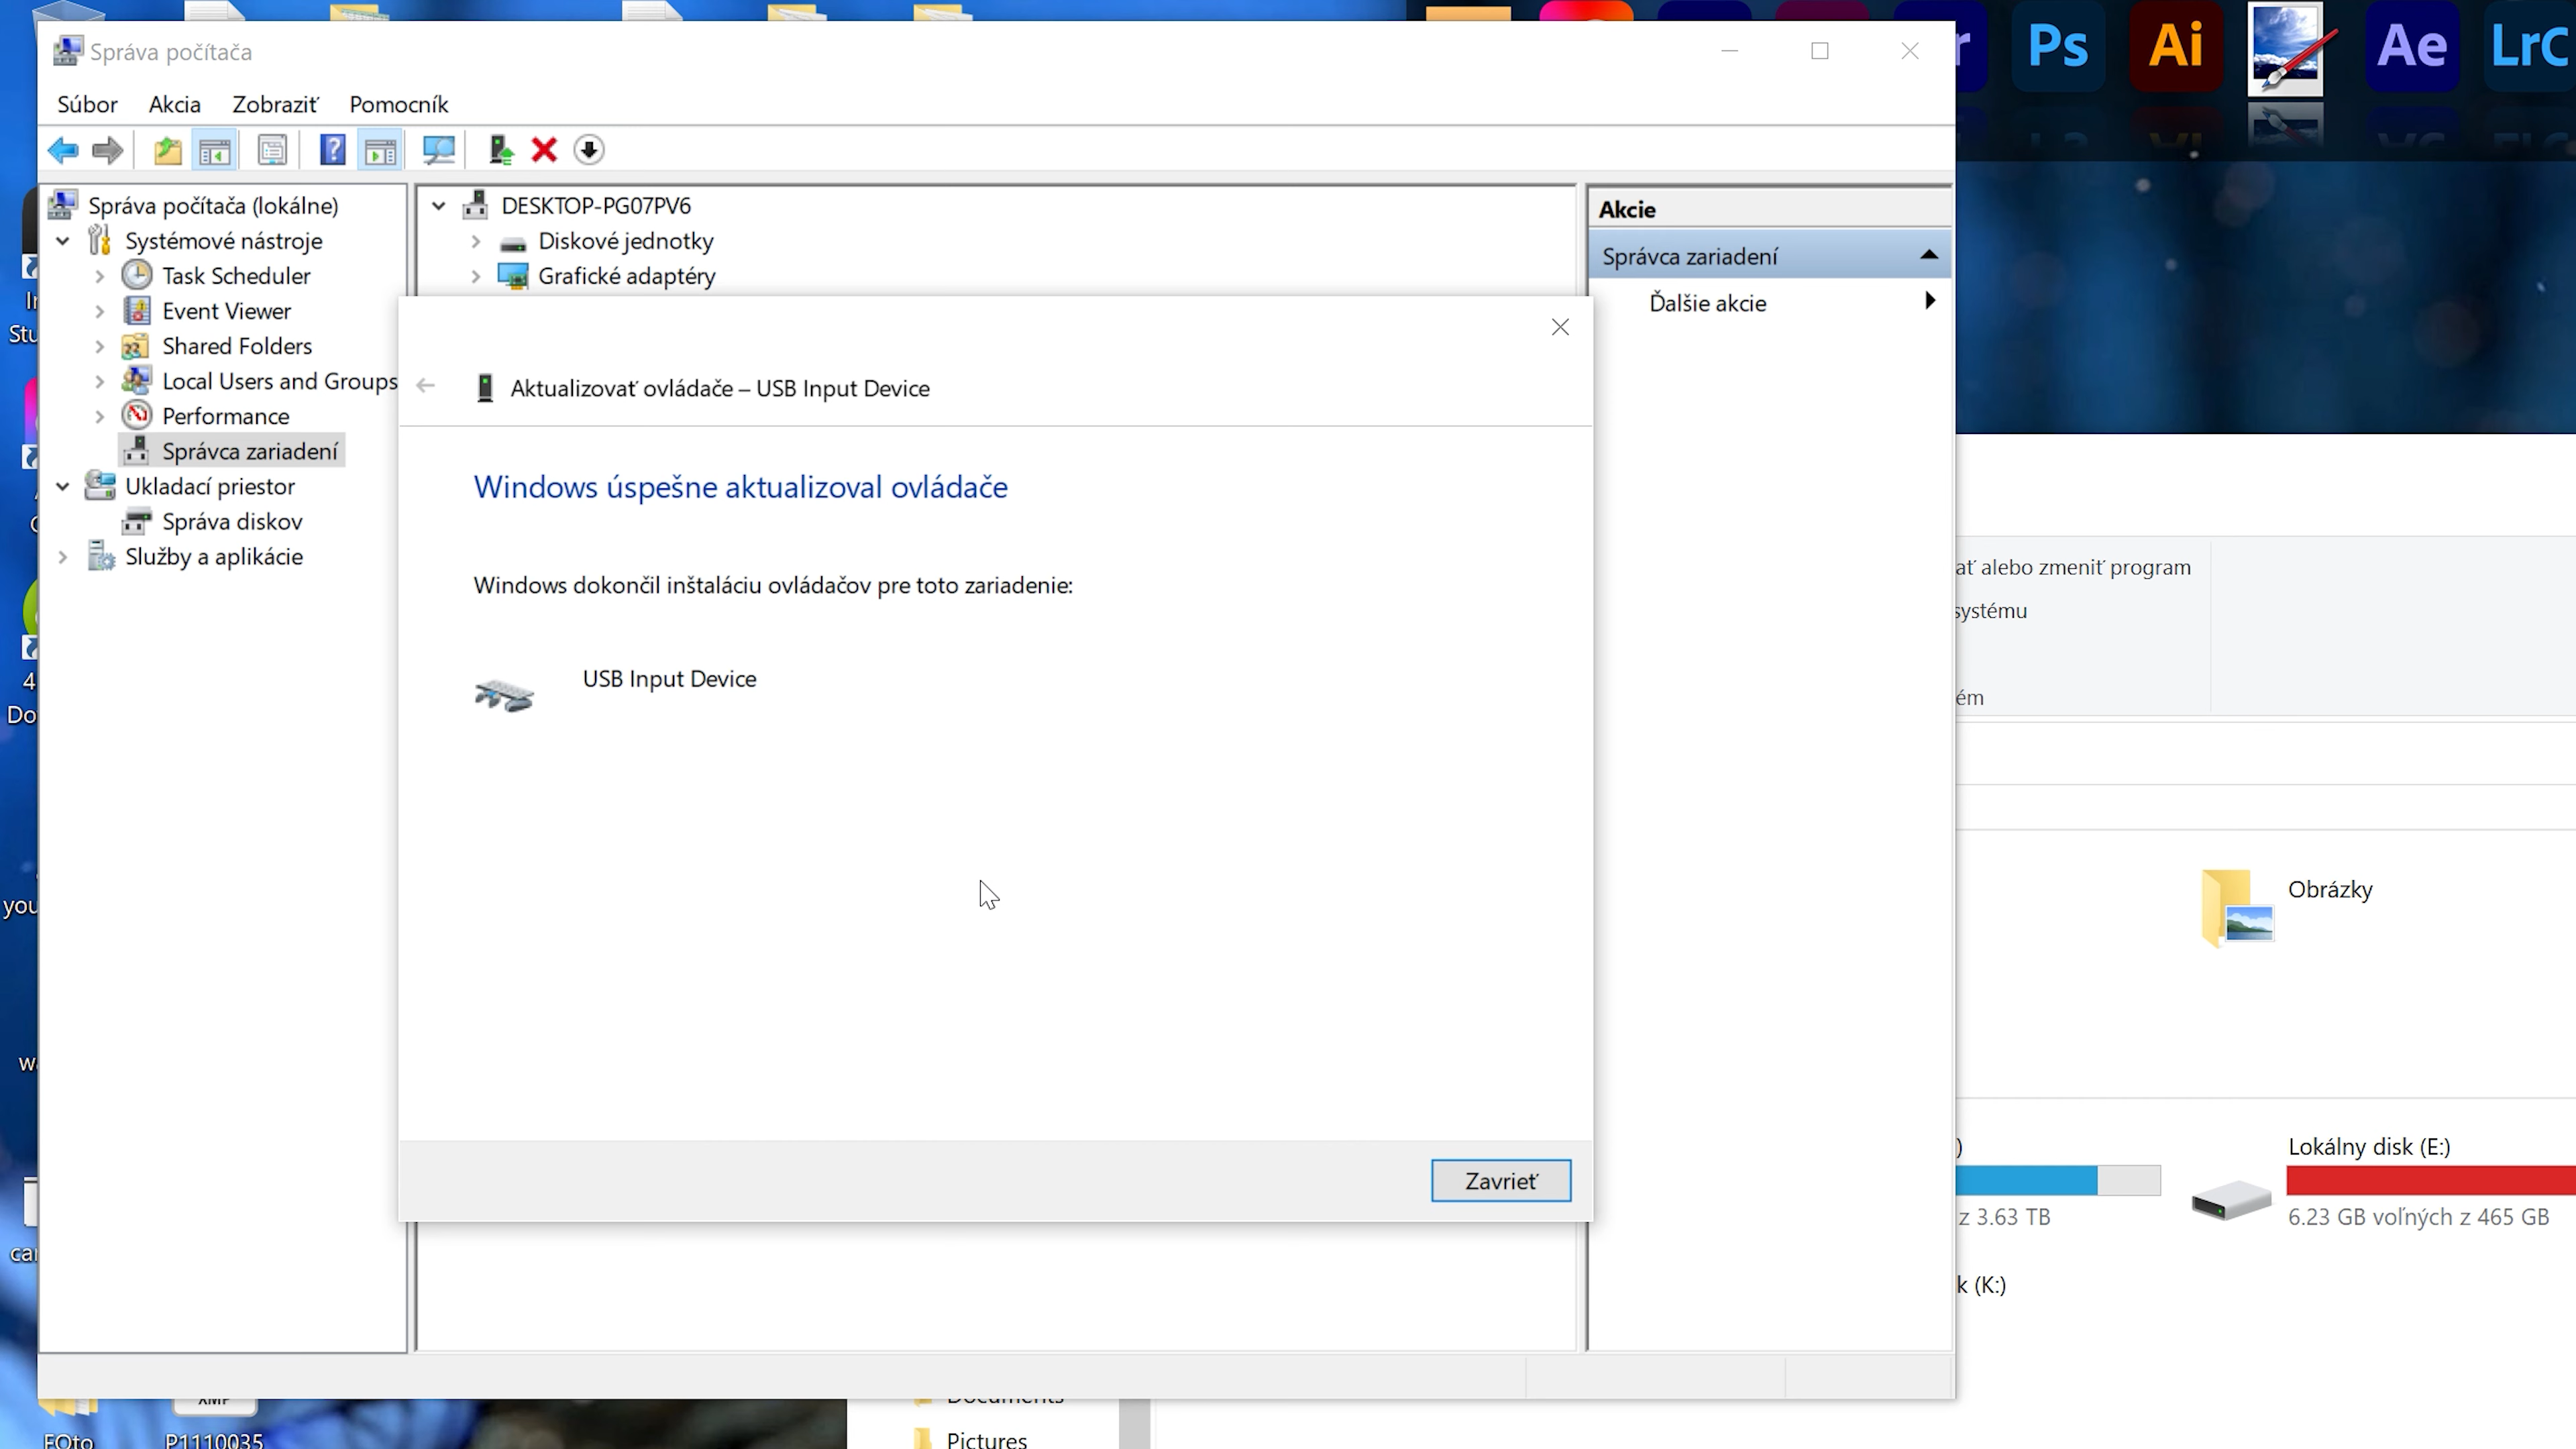 Správa počítača
Súbor Akcia Zobraziť Pomocník
Správa počítača (lokálne)
Systémové nástroje
Task Scheduler
Event Viewer
Shared Folders
Local Users and Groups
Performance
Správca zariadení
Ukladací priestor
Správa diskov
Služby a aplikácie
DESKTOP-PG07PV6
Diskové jednotky
Grafické adaptéry
Akcie
Správca zariadení
Ďalšie akcie
Aktualizovať ovládače – USB Input Device
Windows úspešne aktualizoval ovládače
Windows dokončil inštaláciu ovládačov pre toto zariadenie:
USB Input Device
Zavrieť
Ps Ai Ae LrC
ať alebo zmeniť program
systému
ém
Obrázky
Lokálny disk (E:)
z 3.63 TB
6.23 GB voľných z 465 GB
k (K:)
Stu
4
Do
you
wa
car
FOto
XMP
P1110035
Documents
Pictures